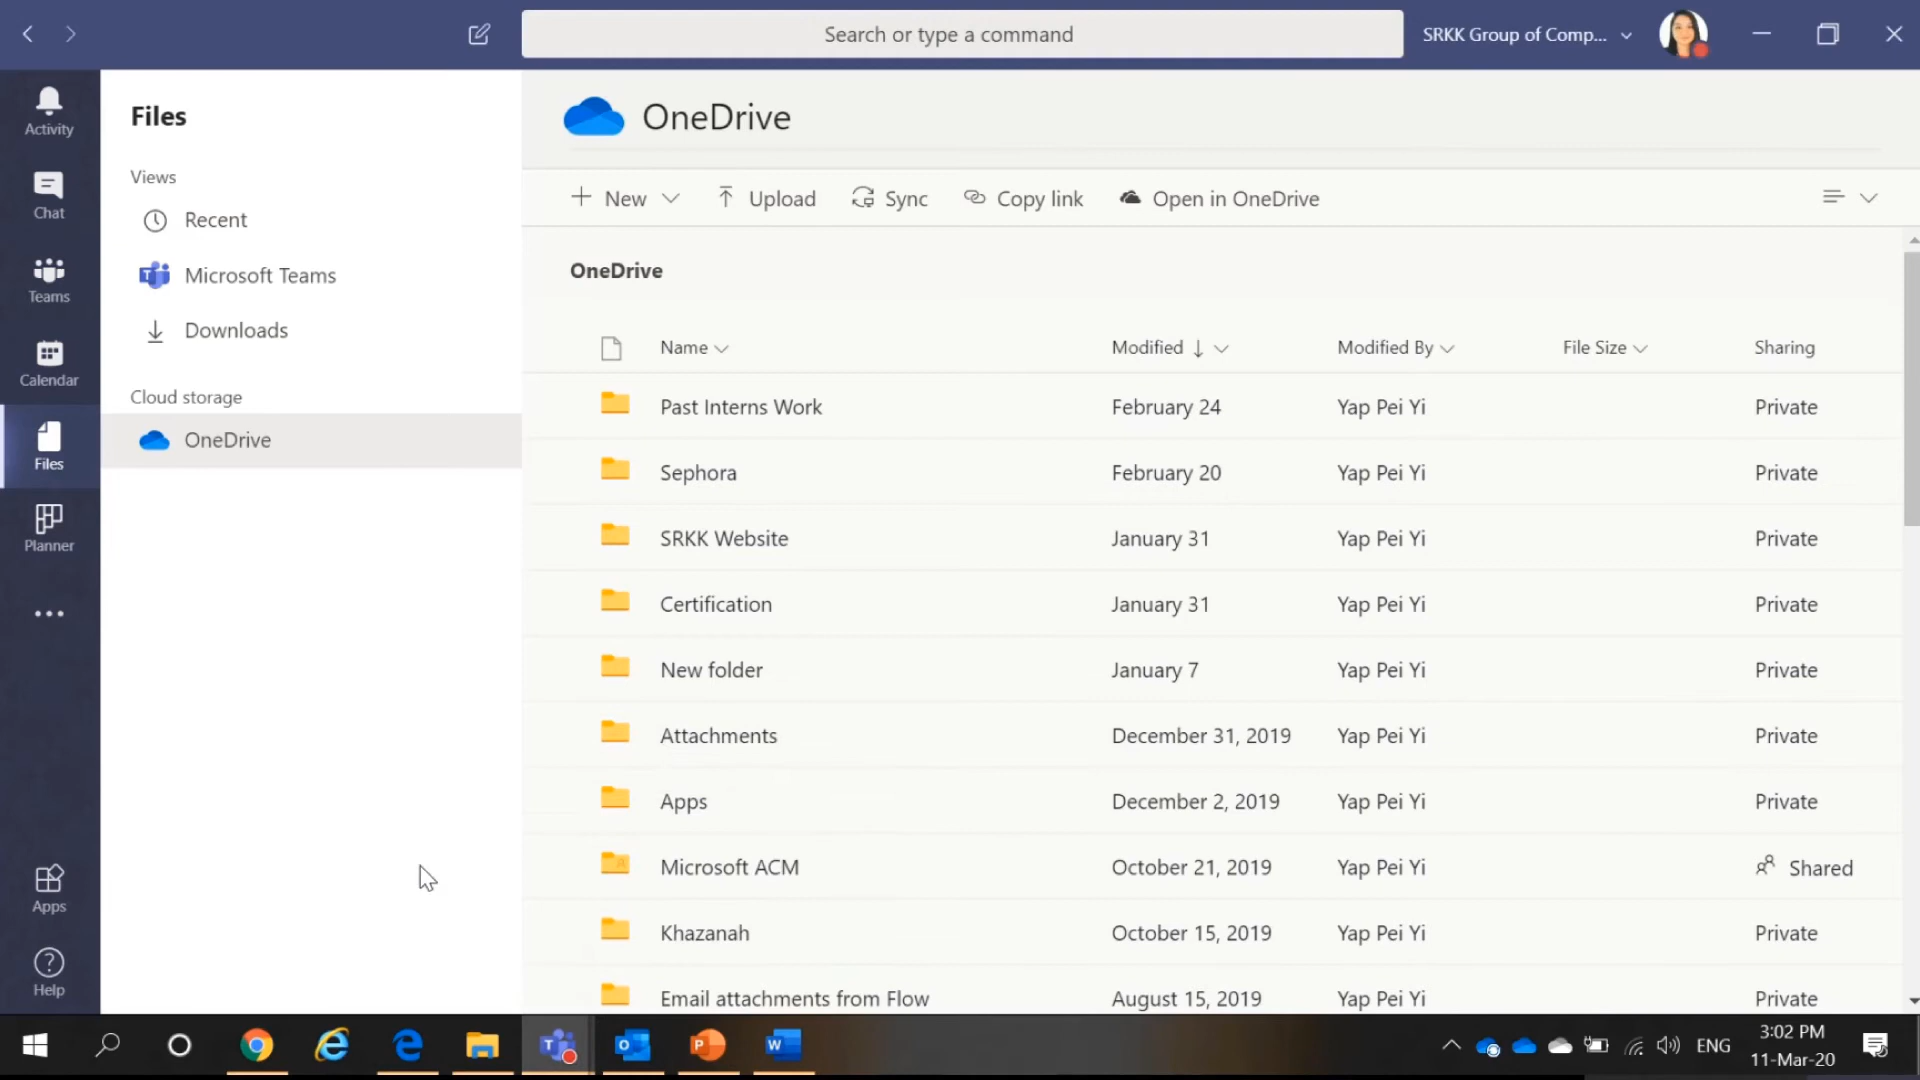 Search or type a command
SRKK Group of Comp...
Activity
Chat
Teams
Calendar
Files
Planner
Apps
Help
Files
Views
Recent
Microsoft Teams
Downloads
Cloud storage
OneDrive
OneDrive
New Upload Sync Copy link Open in OneDrive
OneDrive
Name Modified Modified By File Size Sharing
Past Interns Work February 24 Yap Pei Yi Private
Sephora February 20 Yap Pei Yi Private
SRKK Website January 31 Yap Pei Yi Private
Certification January 31 Yap Pei Yi Private
New folder January 7 Yap Pei Yi Private
Attachments December 31, 2019 Yap Pei Yi Private
Apps December 2, 2019 Yap Pei Yi Private
Microsoft ACM October 21, 2019 Yap Pei Yi Shared
Khazanah October 15, 2019 Yap Pei Yi Private
Email attachments from Flow August 15, 2019 Yap Pei Yi Private
ENG
3:02 PM
11-Mar-20